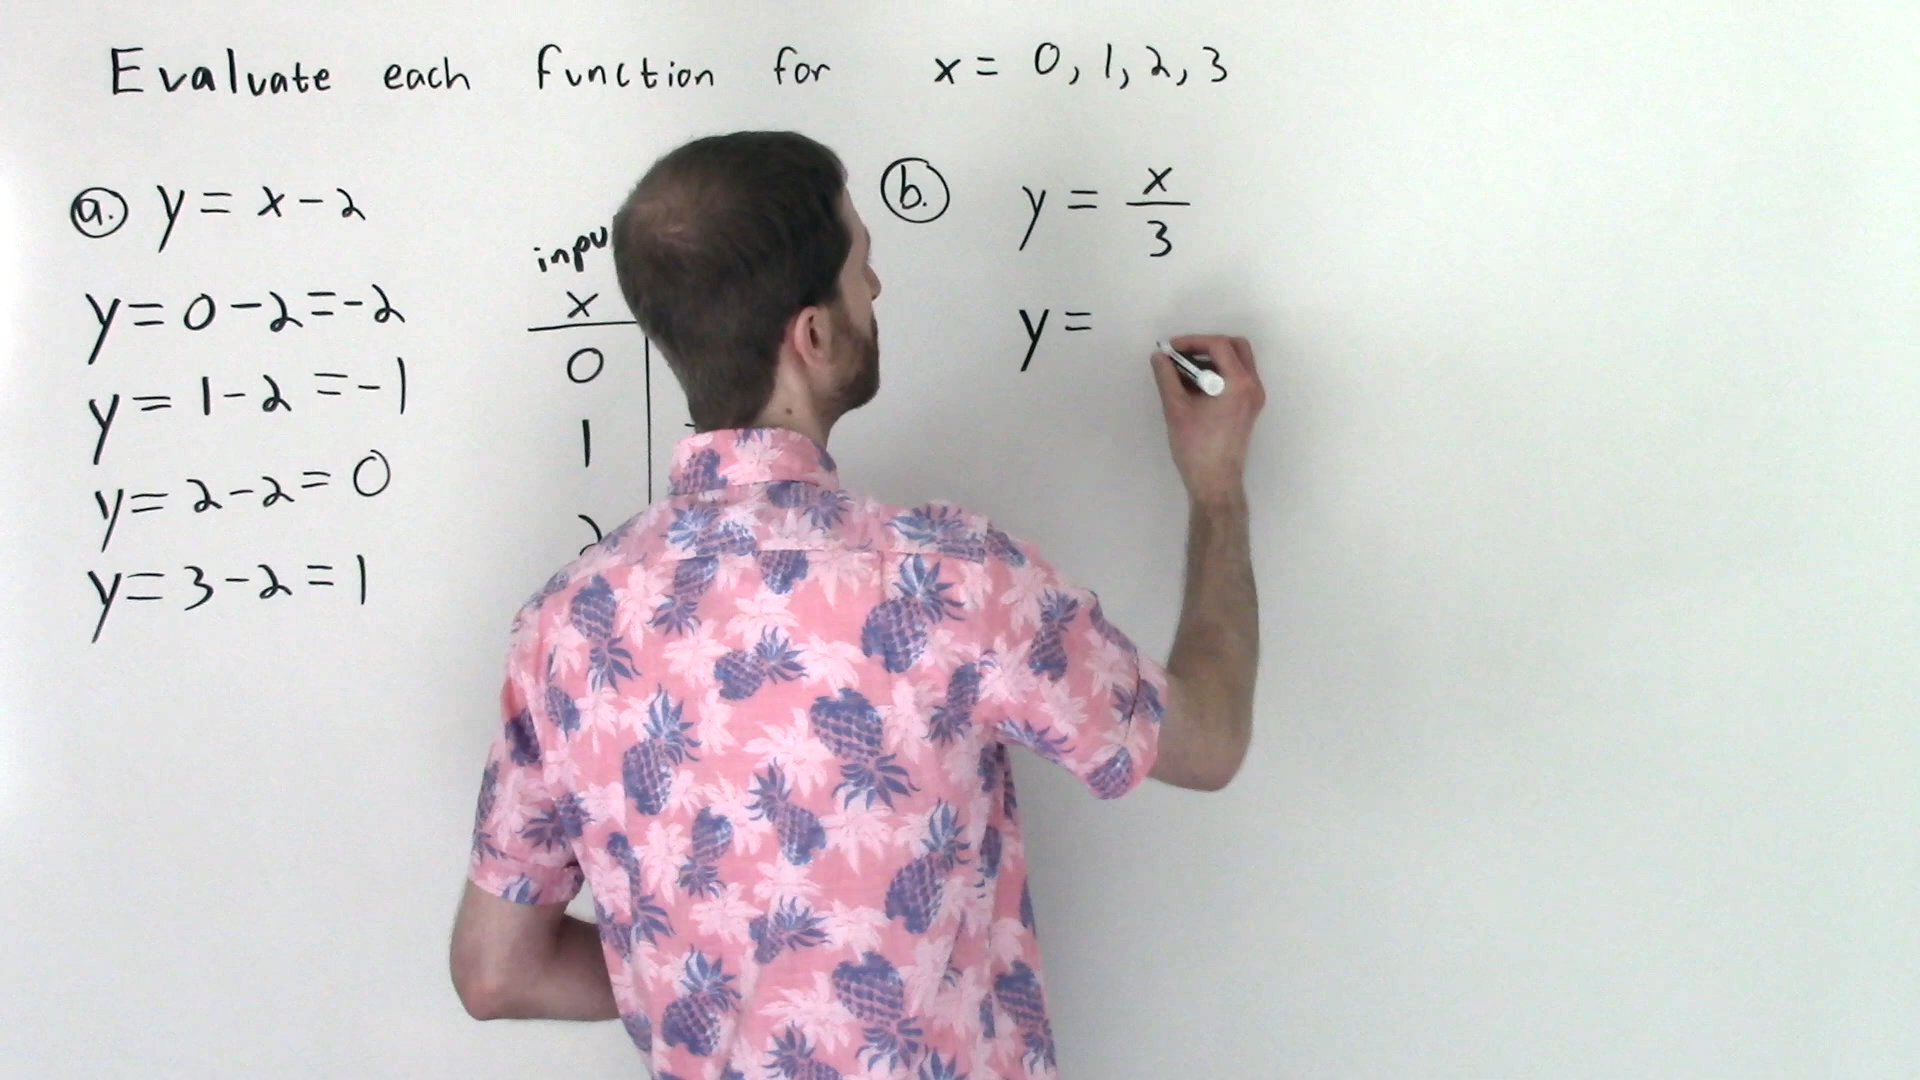 Evaluate each function for x = 0, 1, 2, 3
a. y = x - 2
y = 0 - 2 = -2
y = 1 - 2 = -1
y = 2 - 2 = 0
y = 3 - 2 = 1
x
0
1
2
b. y = x/3
y =